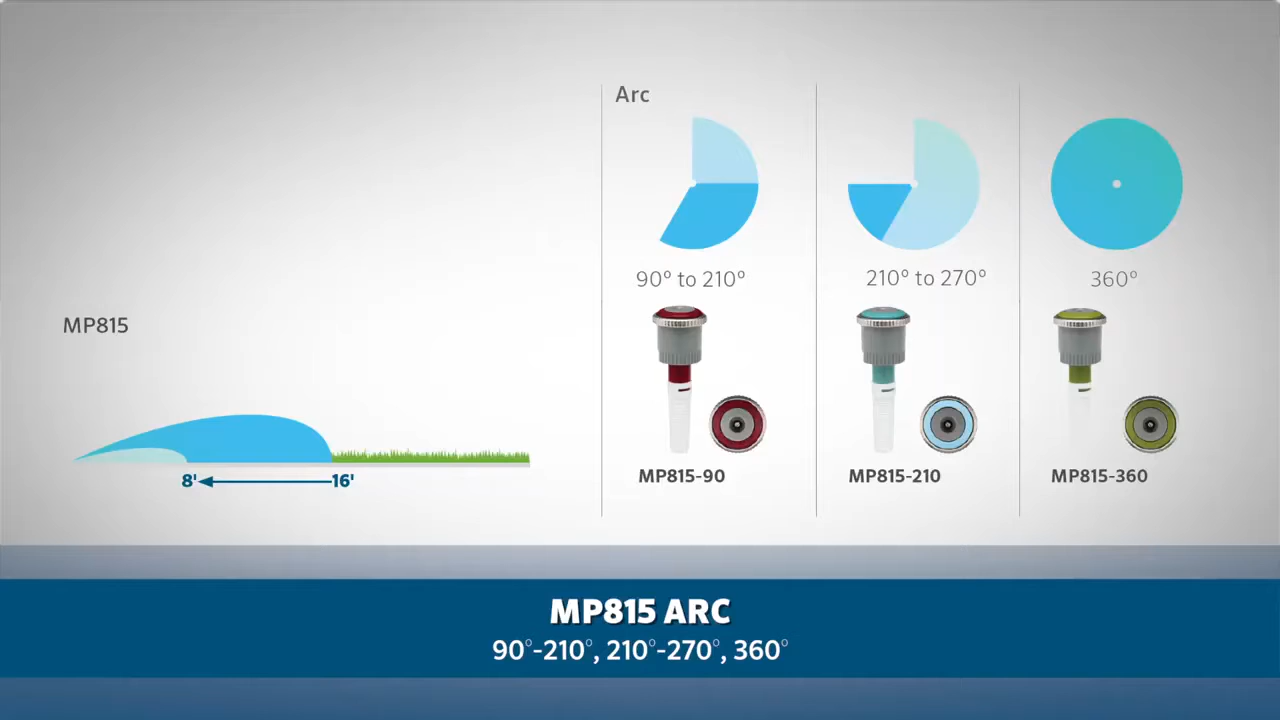 Arc
90° to 210°
210° to 270°
360°
MP815
8'
16'
MP815-90
MP815-210
MP815-360
MP815 ARC
90°-210°, 210°-270°, 360°